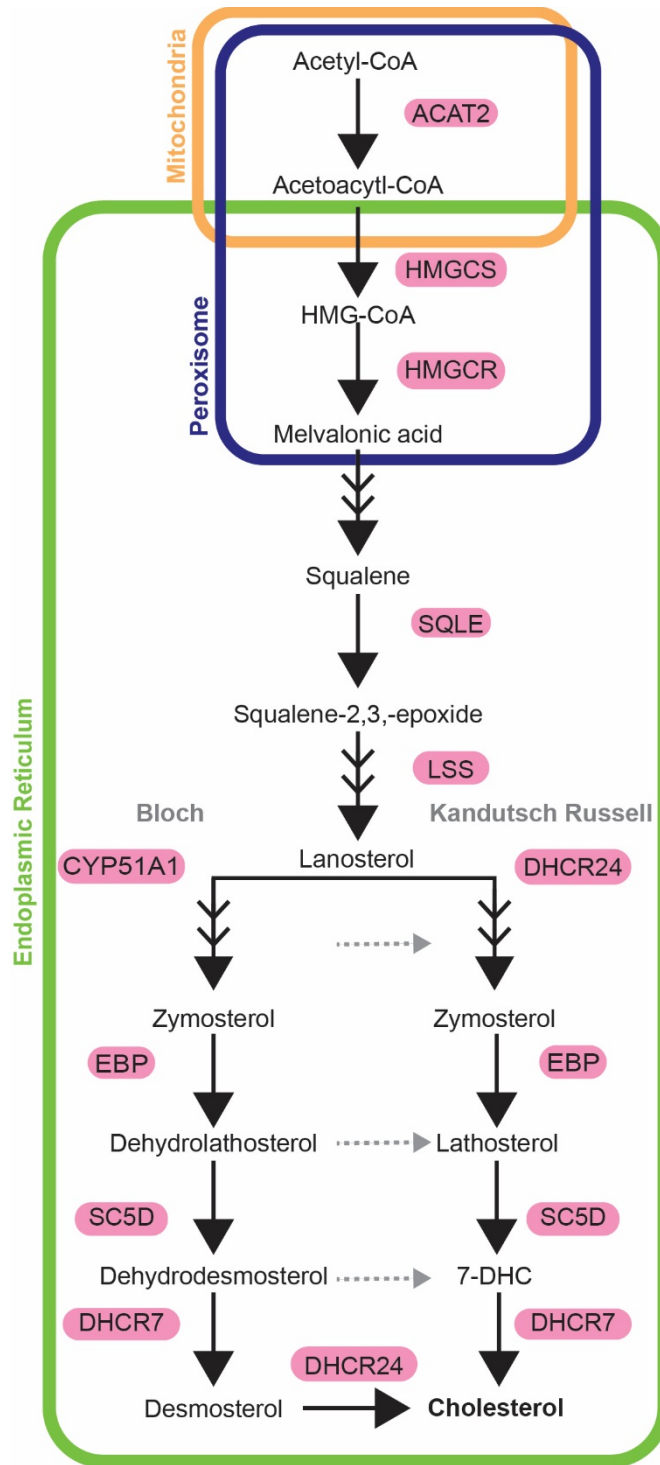 Mitochondria
Acetyl-CoA
ACAT2
Acetoacytl-CoA
Peroxisome
HMGCS
HMG-CoA
HMGCR
Melvalonic acid
Squalene
SQLE
Squalene-2,3,-epoxide
LSS
Endoplasmic Reticulum
Bloch
Kandutsch Russell
CYP51A1
Lanosterol
DHCR24
Zymosterol
Zymosterol
EBP
EBP
Dehydrolathosterol
Lathosterol
SC5D
SC5D
Dehydrodesmosterol
7-DHC
DHCR7
DHCR7
DHCR24
Desmosterol
Cholesterol